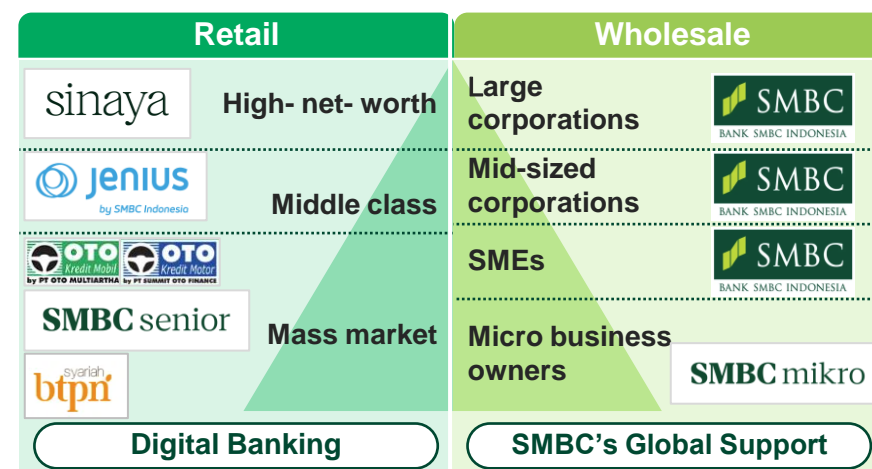 Retail
sinaya
High- net- worth
jenius
by SMBC Indonesia
Middle class
OTO
Kredit Mobil
by PT OTO MULTIARTHA
OTO
Kredit Motor
by PT SUMMIT OTO FINANCE
SMBC senior
Mass market
syariah
btpn
Digital Banking
Wholesale
Large
corporations
SMBC
BANK SMBC INDONESIA
Mid-sized
corporations
SMBC
BANK SMBC INDONESIA
SMEs
SMBC
BANK SMBC INDONESIA
Micro business
owners
SMBC mikro
SMBC's Global Support